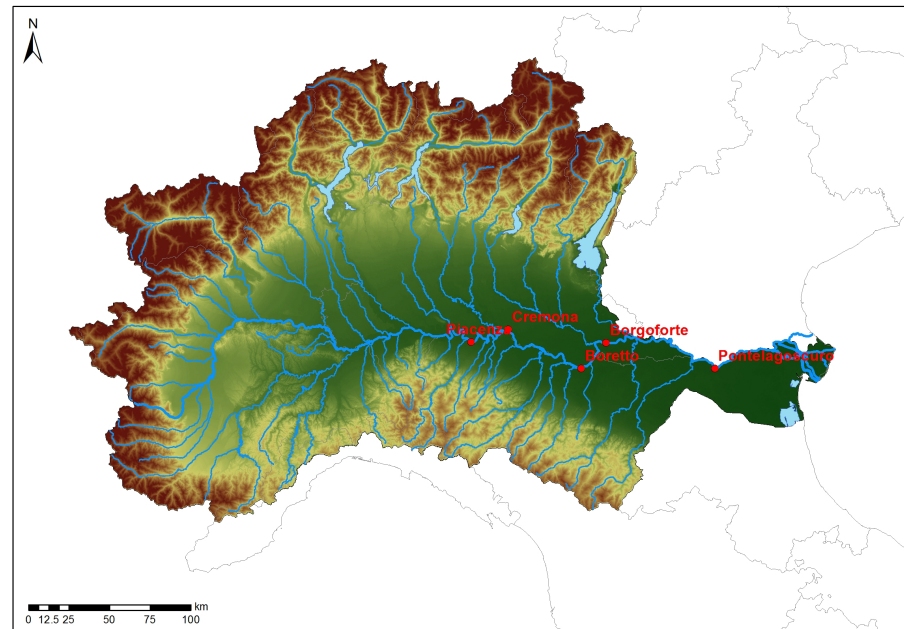 N
Cremona
Piacenza
Borgoforte
Boretto
Pontelagoscuro
km
0 12.5 25 50 75 100